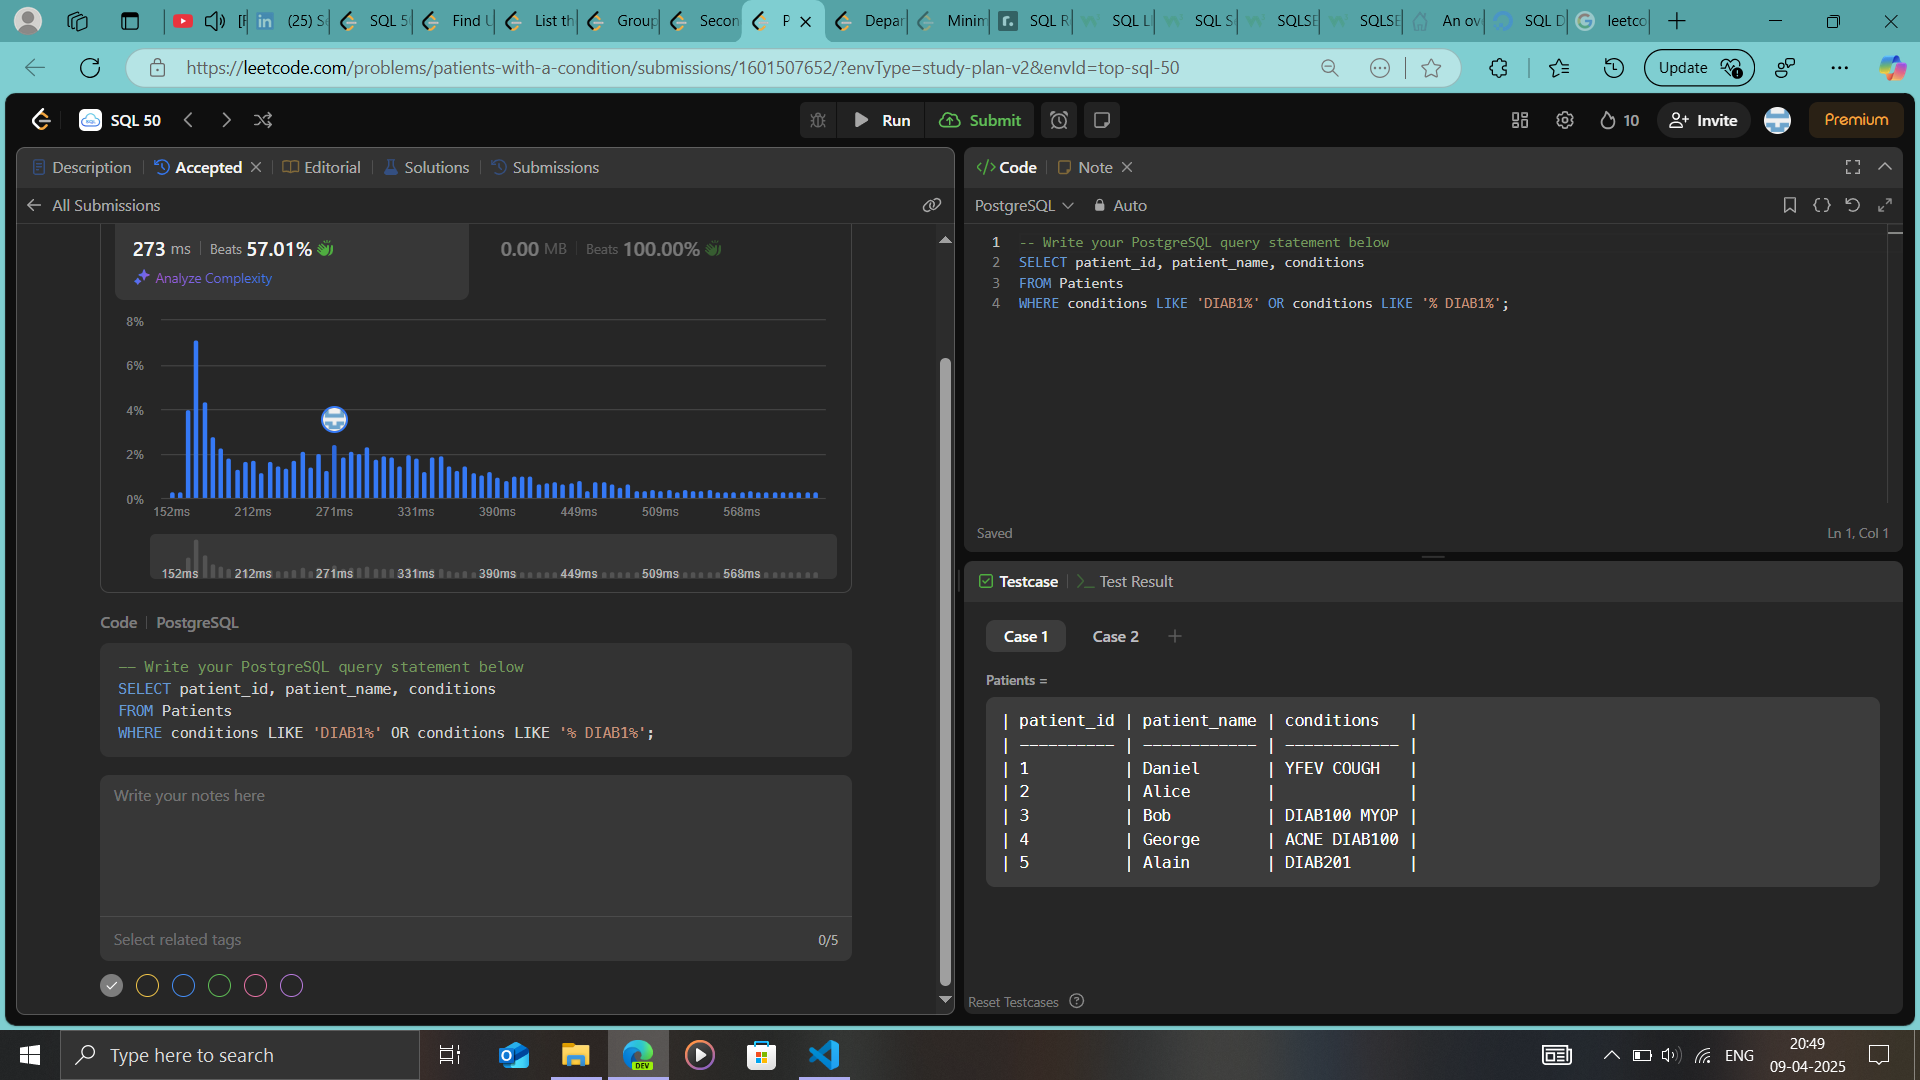 (25) Se
SQL 5
Find U
List th
Group
Secon
P
Depar
Minim
SQL R
SQL LI
SQL S
SQLSE
SQLSE
An ov
SQL D
leetco
https://leetcode.com/problems/patients-with-a-condition/submissions/1601507652/?envType=study-plan-v2&envId=top-sql-50
Update
SQL 50
Run
Submit
10
Invite
Premium
Description
Accepted
Editorial
Solutions
Submissions
All Submissions
273 ms
Beats 57.01%
0.00 MB
Beats 100.00%
Analyze Complexity
8%
6%
4%
2%
0%
152ms 212ms 271ms 331ms 390ms 449ms 509ms 568ms
152ms 212ms 271ms 331ms 390ms 449ms 509ms 568ms
Code
PostgreSQL
-- Write your PostgreSQL query statement below
SELECT patient_id, patient_name, conditions
FROM Patients
WHERE conditions LIKE 'DIAB1%' OR conditions LIKE '% DIAB1%';
Write your notes here
Select related tags
0/5
Code
Note
PostgreSQL
Auto
1 -- Write your PostgreSQL query statement below
2 SELECT patient_id, patient_name, conditions
3 FROM Patients
4 WHERE conditions LIKE 'DIAB1%' OR conditions LIKE '% DIAB1%';
Saved
Ln 1, Col 1
Testcase
Test Result
Case 1
Case 2
Patients =
| patient_id | patient_name | conditions   |
| ---------- | ------------ | ------------ |
| 1          | Daniel       | YFEV COUGH   |
| 2          | Alice        |              |
| 3          | Bob          | DIAB100 MYOP |
| 4          | George       | ACNE DIAB100 |
| 5          | Alain        | DIAB201      |
Reset Testcases
Type here to search
DEV
ENG
20:49
09-04-2025